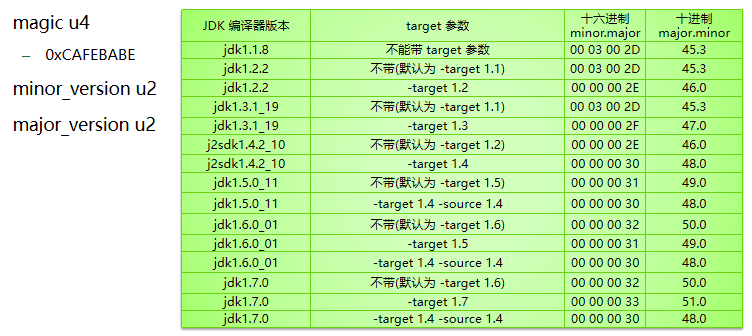 magic u4
– 0xCAFEBABE
minor_version u2
major_version u2
JDK 编译器版本 target 参数 十六进制 minor.major 十进制 major.minor
jdk1.1.8 不能带 target 参数 00 03 00 2D 45.3
jdk1.2.2 不带(默认为 -target 1.1) 00 03 00 2D 45.3
jdk1.2.2 -target 1.2 00 00 00 2E 46.0
jdk1.3.1_19 不带(默认为 -target 1.1) 00 03 00 2D 45.3
jdk1.3.1_19 -target 1.3 00 00 00 2F 47.0
j2sdk1.4.2_10 不带(默认为 -target 1.2) 00 00 00 2E 46.0
j2sdk1.4.2_10 -target 1.4 00 00 00 30 48.0
jdk1.5.0_11 不带(默认为 -target 1.5) 00 00 00 31 49.0
jdk1.5.0_11 -target 1.4 -source 1.4 00 00 00 30 48.0
jdk1.6.0_01 不带(默认为 -target 1.6) 00 00 00 32 50.0
jdk1.6.0_01 -target 1.5 00 00 00 31 49.0
jdk1.6.0_01 -target 1.4 -source 1.4 00 00 00 30 48.0
jdk1.7.0 不带(默认为 -target 1.6) 00 00 00 32 50.0
jdk1.7.0 -target 1.7 00 00 00 33 51.0
jdk1.7.0 -target 1.4 -source 1.4 00 00 00 30 48.0